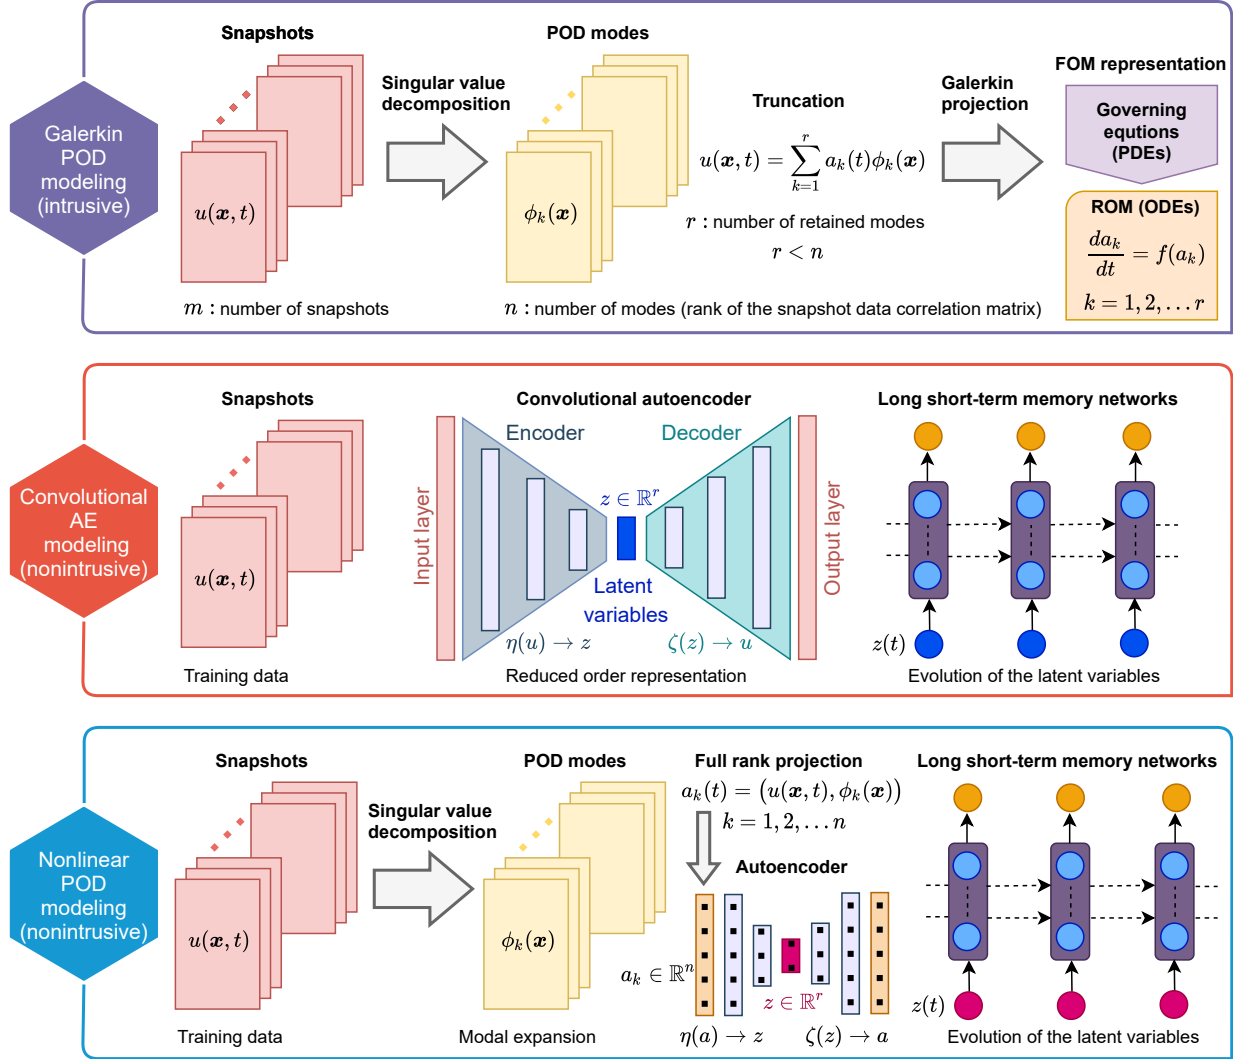 Galerkin
POD
modeling
(intrusive)
Snapshots
u(x, t)
m : number of snapshots
Singular value
decomposition
POD modes
ϕ_k(x)
n : number of modes (rank of the snapshot data correlation matrix)
Truncation
u(x, t) = ∑_{k=1}^{r} a_k(t)ϕ_k(x)
r : number of retained modes
r < n
Galerkin
projection
FOM representation
Governing
equtions
(PDEs)
ROM (ODEs)
da_k/dt = f(a_k)
k = 1, 2, . . . r
Convolutional
AE
modeling
(nonintrusive)
Snapshots
u(x, t)
Training data
Convolutional autoencoder
Input layer
Encoder
Decoder
z ∈ ℝ^r
Latent
variables
η(u) → z
ζ(z) → u
Output layer
Reduced order representation
Long short-term memory networks
z(t)
Evolution of the latent variables
Nonlinear
POD
modeling
(nonintrusive)
Snapshots
u(x, t)
Training data
Singular value
decomposition
POD modes
ϕ_k(x)
Modal expansion
Full rank projection
a_k(t) = (u(x, t), ϕ_k(x))
k = 1, 2, . . . n
Autoencoder
a_k ∈ ℝ^n
z ∈ ℝ^r
η(a) → z
ζ(z) → a
Long short-term memory networks
z(t)
Evolution of the latent variables